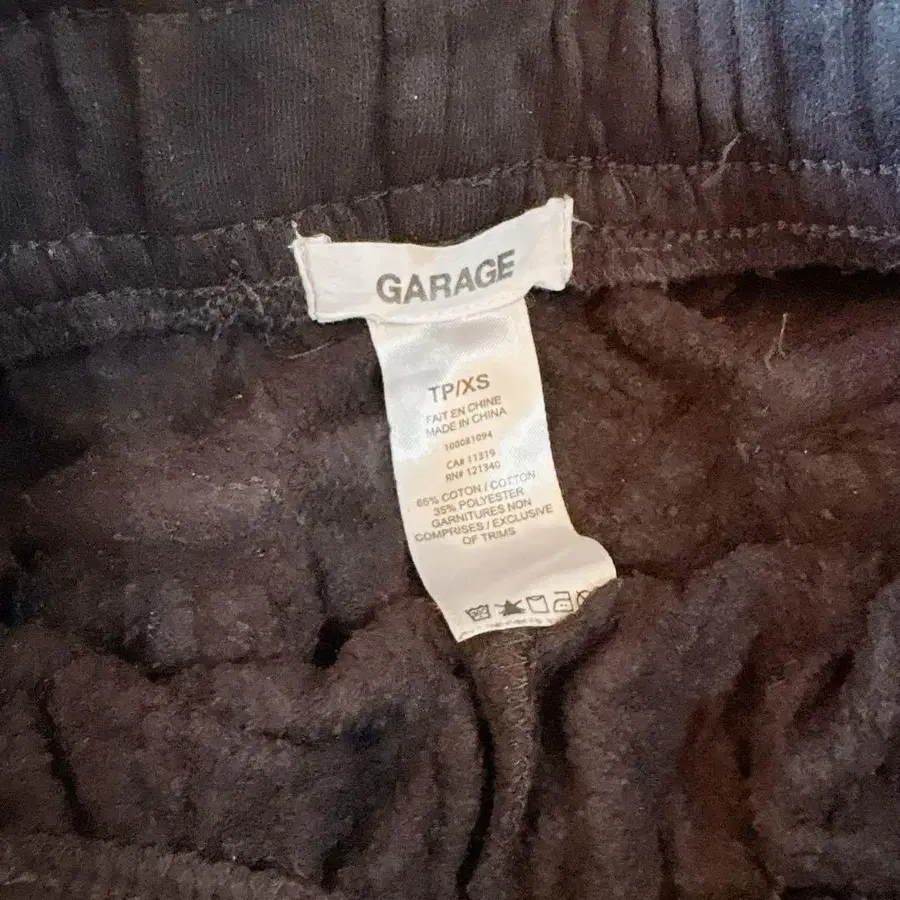 GARAGE
TP/XS
FAIT EN CHINE
MADE IN CHINA
100081094
CA# 11319
RN# 121340
65% COTON / COTTON
35% POLYESTER
GARNITURES NON
COMPRISES / EXCLUSIVE
OF TRIMS